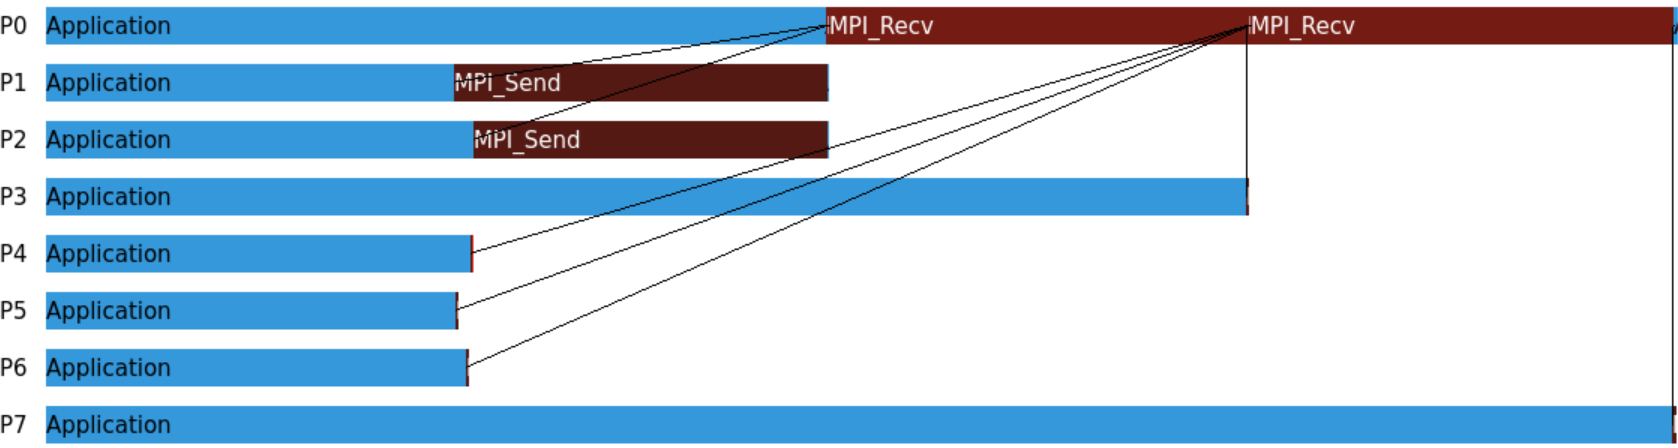 P0 Application MPI_Recv MPI_Recv
P1 Application MPI_Send
P2 Application MPI_Send
P3 Application
P4 Application
P5 Application
P6 Application
P7 Application